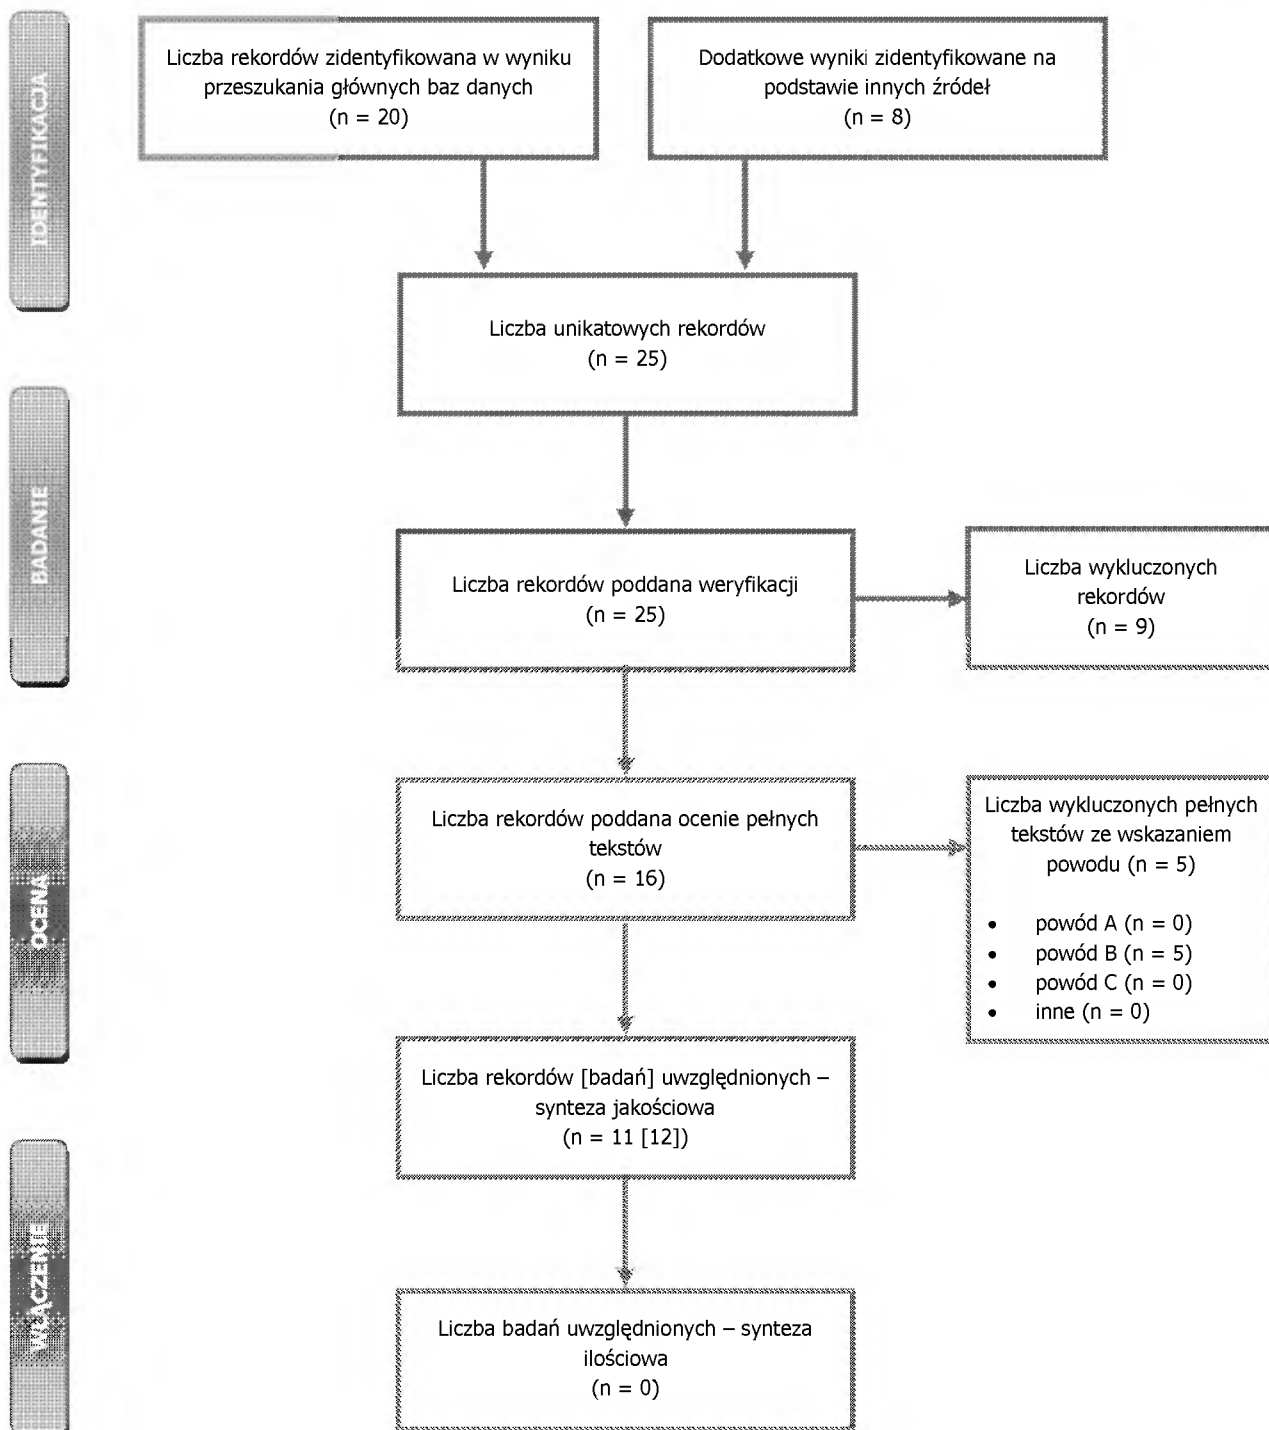 IDENTYFIKACJA
Liczba rekordów zidentyfikowana w wyniku
przeszukania głównych baz danych
(n = 20)
Dodatkowe wyniki zidentyfikowane na
podstawie innych źródeł
(n = 8)
Liczba unikatowych rekordów
(n = 25)
BADANIE
Liczba rekordów poddana weryfikacji
(n = 25)
Liczba wykluczonych
rekordów
(n = 9)
OCENA
Liczba rekordów poddana ocenie pełnych
tekstów
(n = 16)
Liczba wykluczonych pełnych
tekstów ze wskazaniem
powodu (n = 5)
• powód A (n = 0)
• powód B (n = 5)
• powód C (n = 0)
• inne (n = 0)
WŁĄCZENIE
Liczba rekordów [badań] uwzględnionych –
synteza jakościowa
(n = 11 [12])
Liczba badań uwzględnionych – synteza
ilościowa
(n = 0)